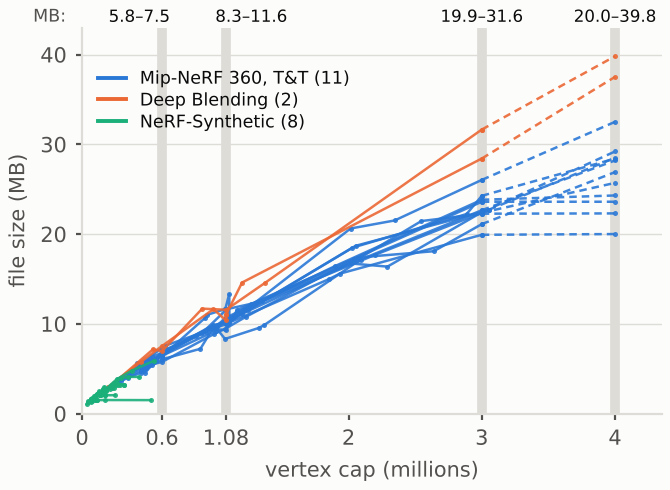 MB: 5.8–7.5 8.3–11.6 19.9–31.6 20.0–39.8
Mip-NeRF 360, T&T (11)
Deep Blending (2)
NeRF-Synthetic (8)
file size (MB)
40
30
20
10
0
0 0.6 1.08 2 3 4
vertex cap (millions)